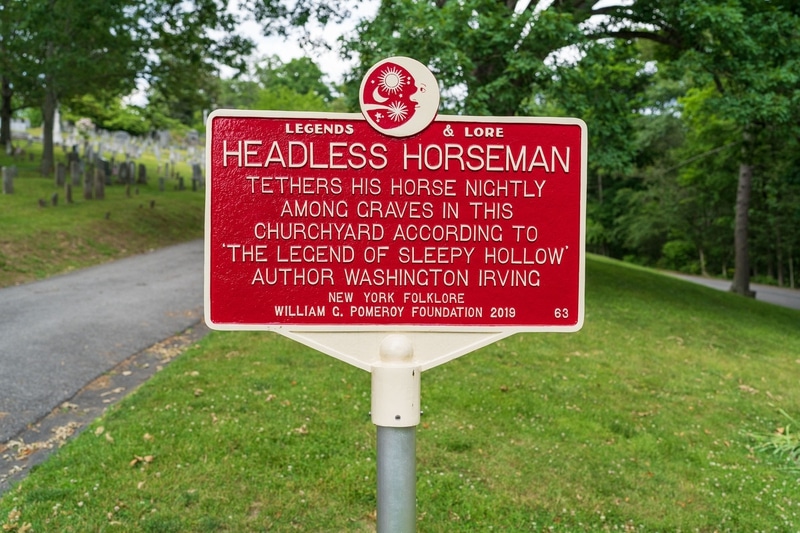 LEGENDS & LORE
HEADLESS HORSEMAN
TETHERS HIS HORSE NIGHTLY
AMONG GRAVES IN THIS
CHURCHYARD ACCORDING TO
'THE LEGEND OF SLEEPY HOLLOW'
AUTHOR WASHINGTON IRVING
NEW YORK FOLKLORE
WILLIAM G. POMEROY FOUNDATION 2019 63